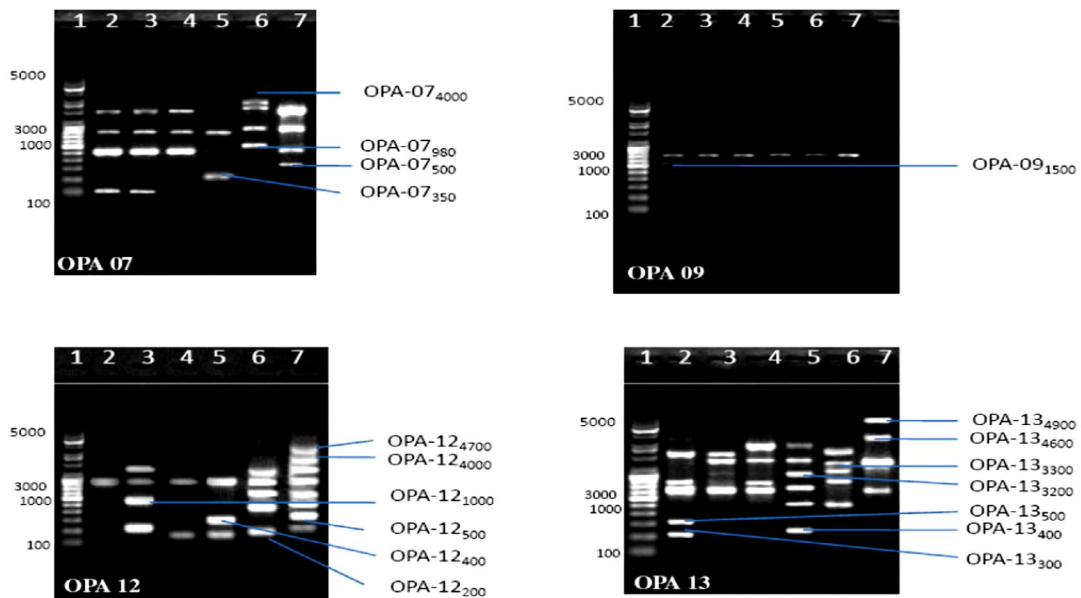 1 2 3 4 5 6 7
5000
3000
1000
100
OPA-07₄₀₀₀
OPA-07₉₈₀
OPA-07₅₀₀
OPA-07₃₅₀
OPA 07
1 2 3 4 5 6 7
5000
3000
1000
100
OPA-09₁₅₀₀
OPA 09
1 2 3 4 5 6 7
5000
3000
1000
100
OPA-12₄₇₀₀
OPA-12₄₀₀₀
OPA-12₁₀₀₀
OPA-12₅₀₀
OPA-12₄₀₀
OPA-12₂₀₀
OPA 12
1 2 3 4 5 6 7
5000
3000
1000
100
OPA-13₄₉₀₀
OPA-13₄₆₀₀
OPA-13₃₃₀₀
OPA-13₃₂₀₀
OPA-13₅₀₀
OPA-13₄₀₀
OPA-13₃₀₀
OPA 13